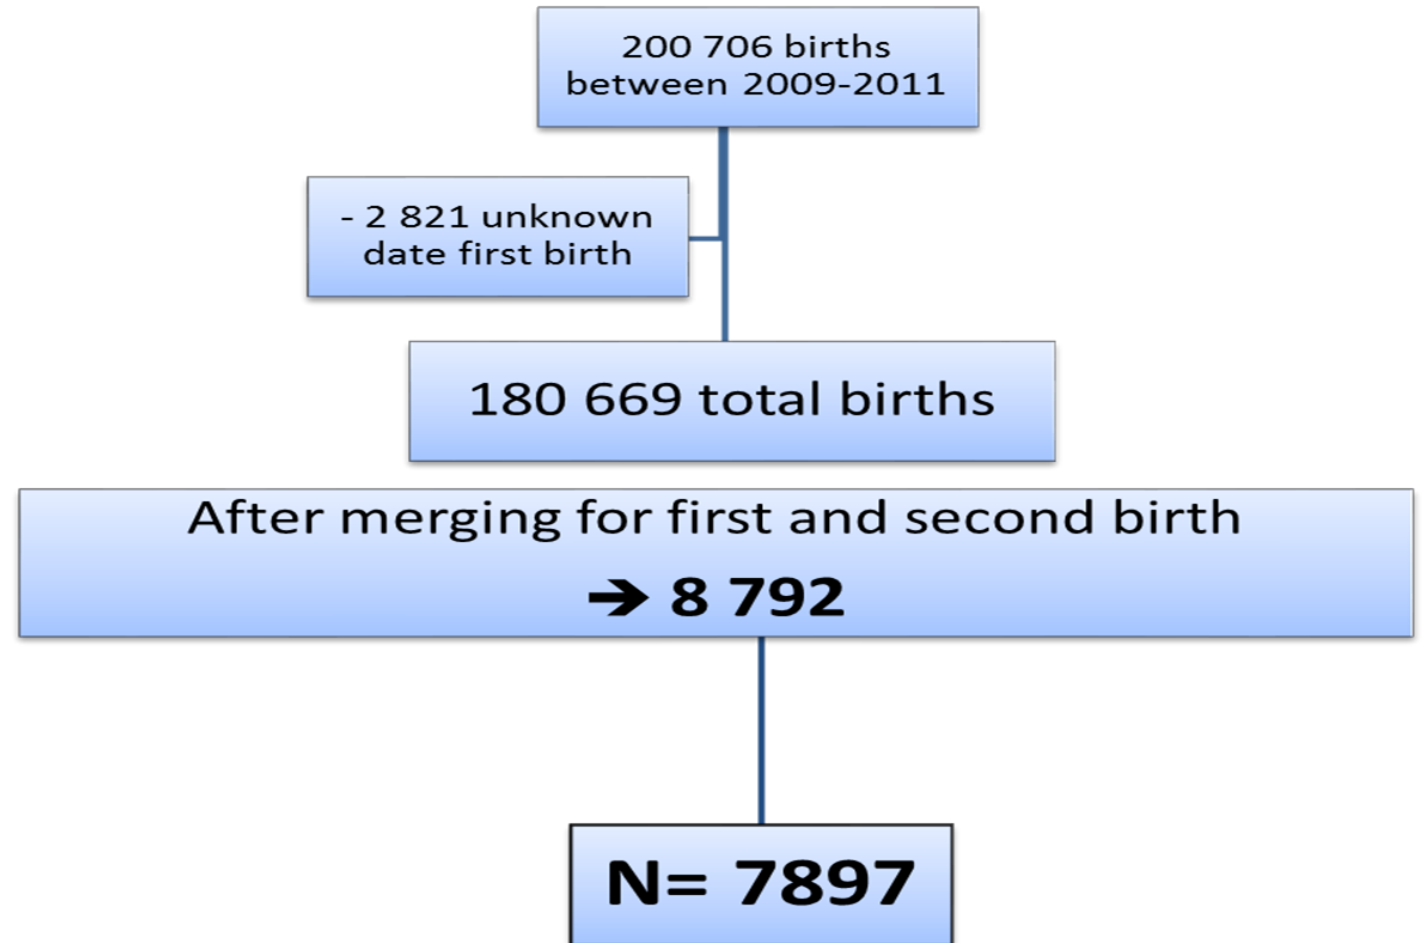 200 706 births
between 2009-2011
- 2 821 unknown
date first birth
180 669 total births
After merging for first and second birth
➔ 8 792
N= 7897